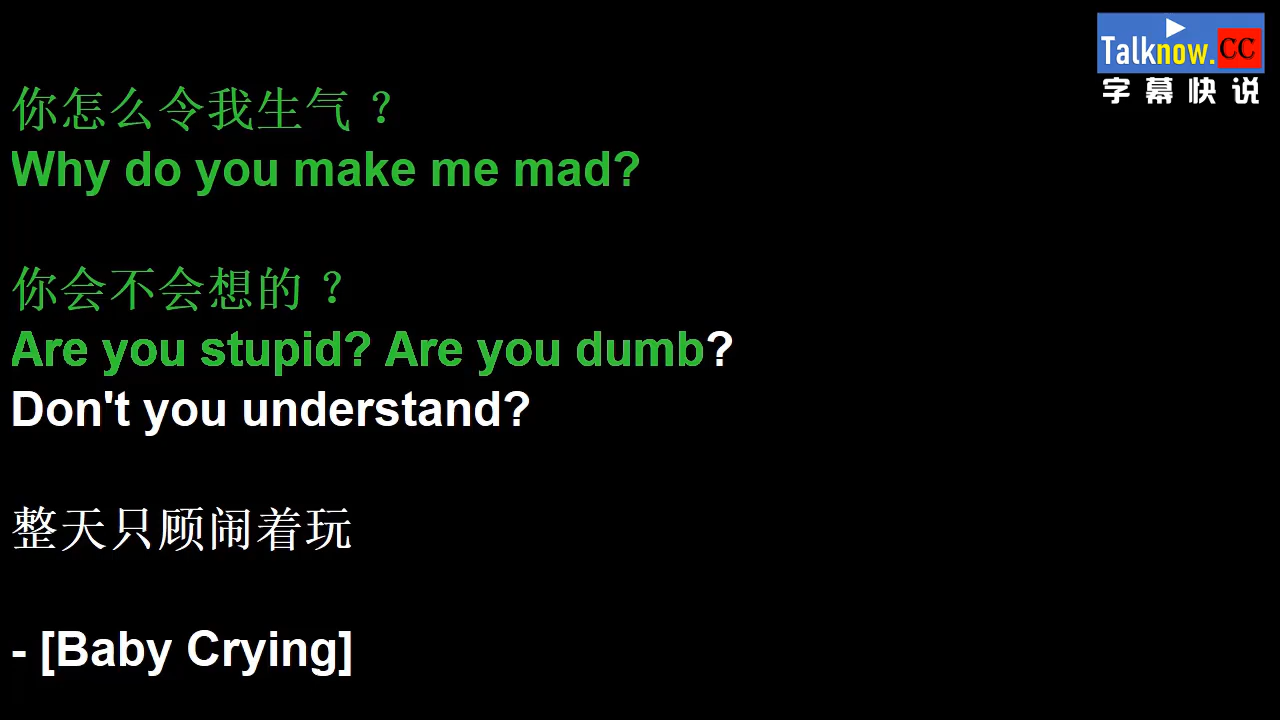 Talknow.CC
字幕快说
你怎么令我生气？
Why do you make me mad?
你会不会想的？
Are you stupid? Are you dumb?
Don't you understand?
整天只顾闹着玩
- [Baby Crying]